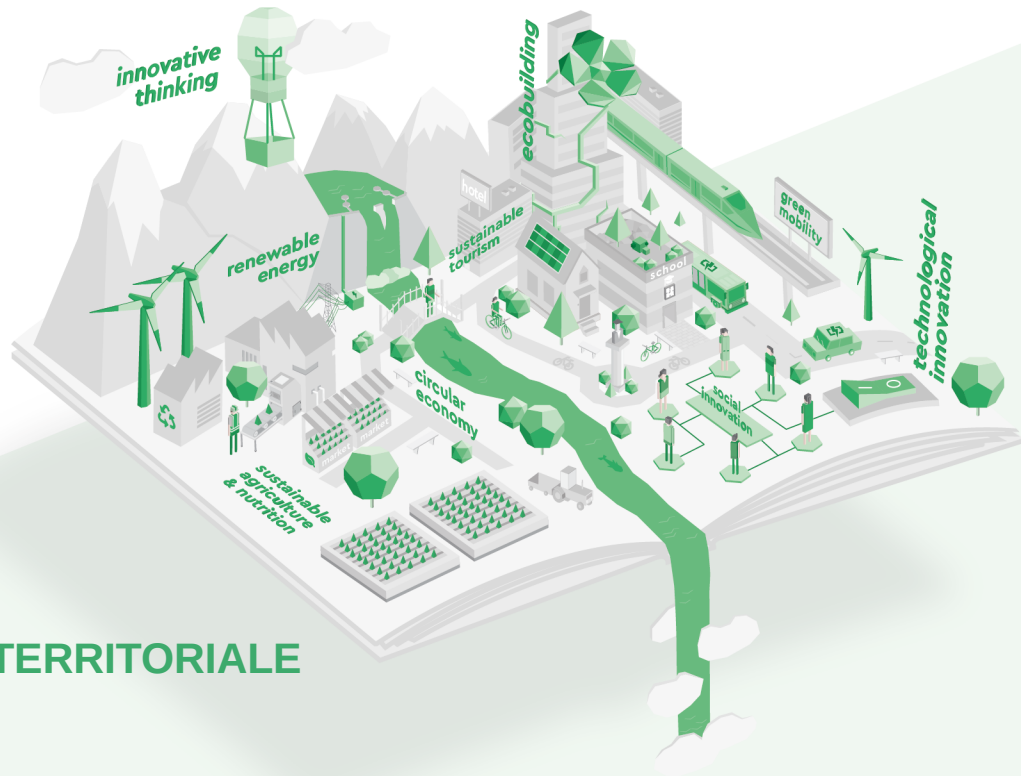 innovative
thinking
ecobuilding
hotel
sustainable
tourism
green
mobility
renewable
energy
school
technological
innovation
circular
economy
social
innovation
market
market
sustainable
agriculture
& nutrition
TERRITORIALE